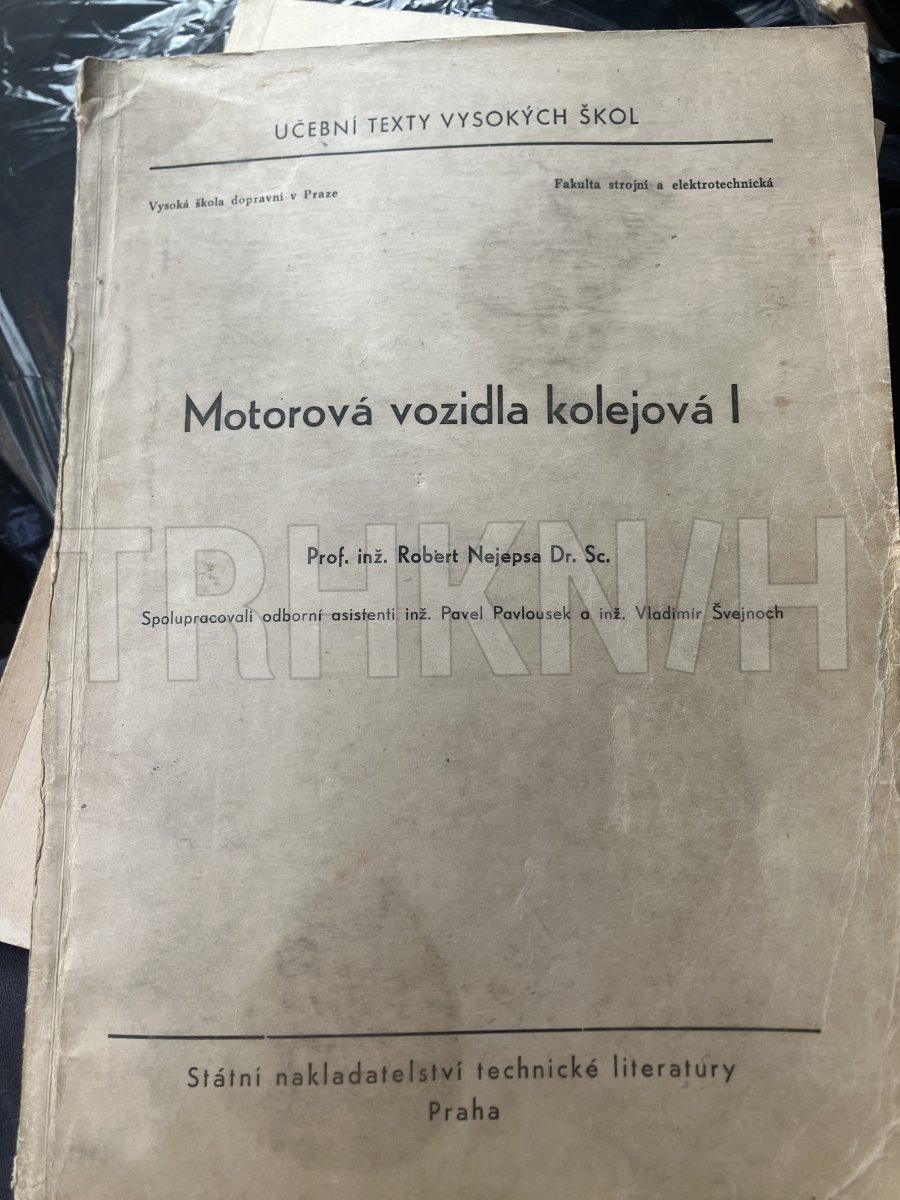 UČEBNÍ TEXTY VYSOKÝCH ŠKOL
Vysoká škola dopravní v Praze
Fakulta strojní a elektrotechnická
Motorová vozidla kolejová I
Prof. inž. Robert Nejepsa Dr. Sc.
Spolupracovali odborní asistenti inž. Pavel Pavlousek a inž. Vladimír Švejnoch
TRHKN/H
Státní nakladatelství technické literatury
Praha